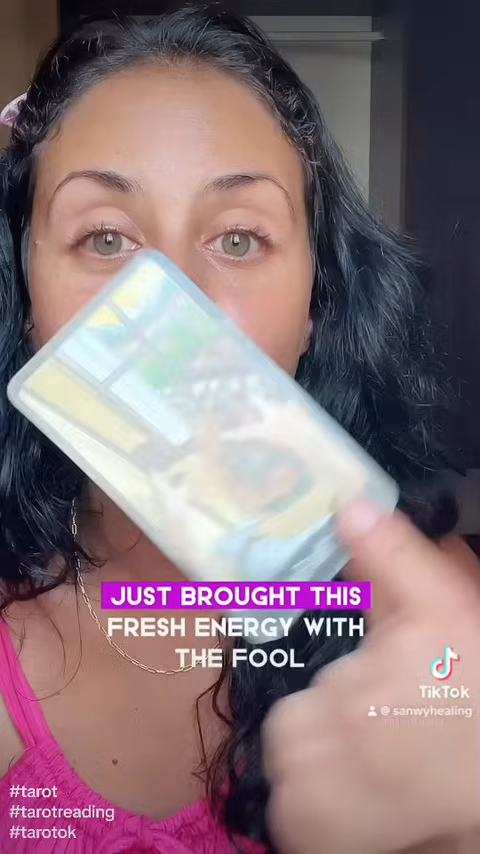 JUST BROUGHT THIS
FRESH ENERGY WITH
THE FOOL
TikTok
@ sanwyhealing
#tarot
#tarotreading
#tarotok